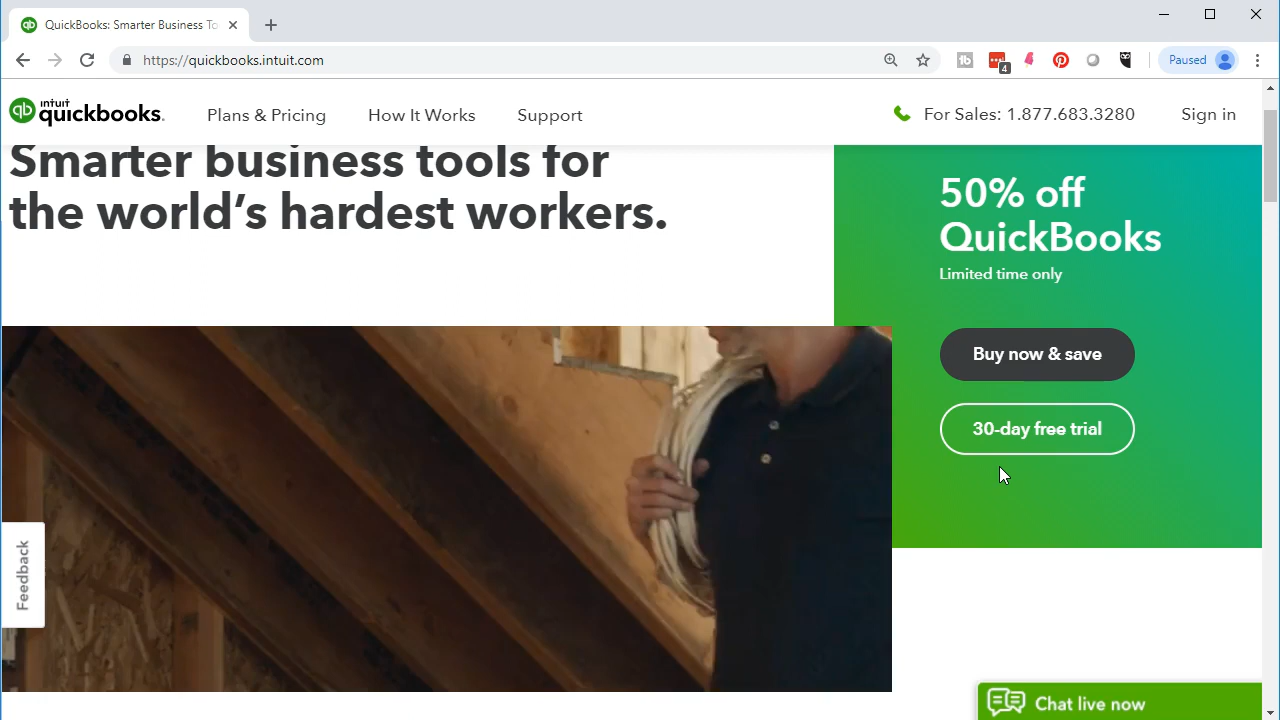 QuickBooks: Smarter Business To
https://quickbooks.intuit.com
4
Paused
qb intuit quickbooks.
Plans & Pricing
How It Works
Support
For Sales: 1.877.683.3280
Sign in
Smarter business tools for
the world's hardest workers.
50% off
QuickBooks
Limited time only
Buy now & save
30-day free trial
Feedback
Chat live now